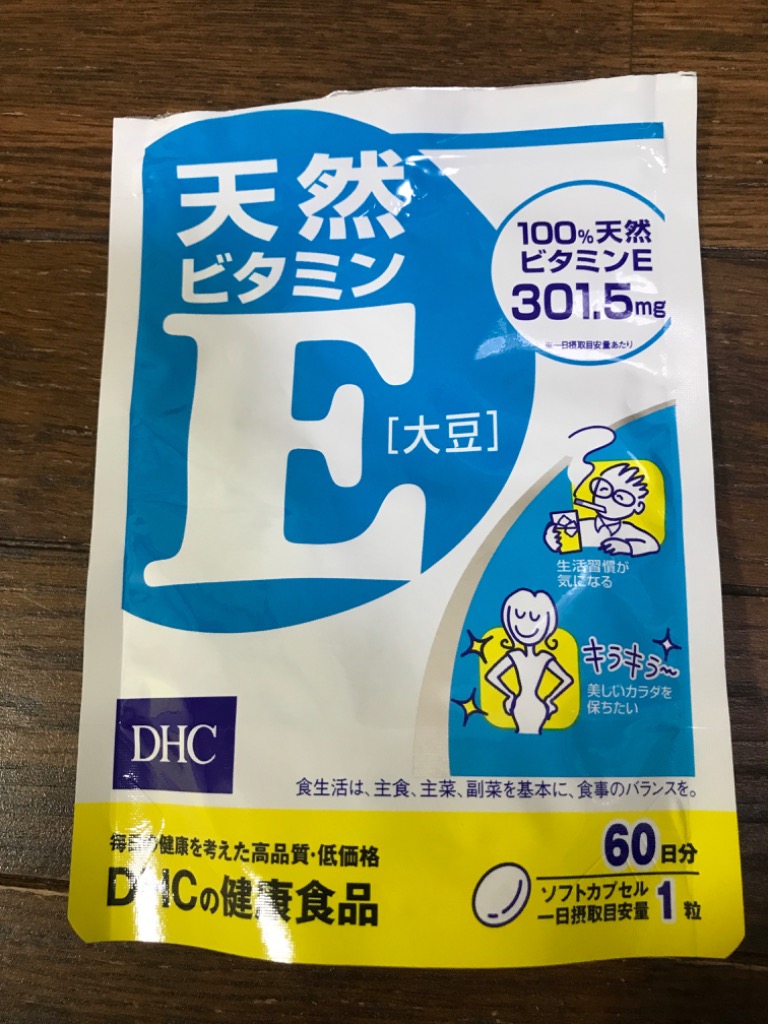 天然
ビタミン
E
[大豆]
100%天然
ビタミンE
301.5mg
※一日摂取目安量あたり
生活習慣が
気になる
キラキラ〜
美しいカラダを
保ちたい
DHC
食生活は、主食、主菜、副菜を基本に、食事のバランスを。
毎日の健康を考えた高品質・低価格
DHCの健康食品
60日分
ソフトカプセル
一日摂取目安量 1粒